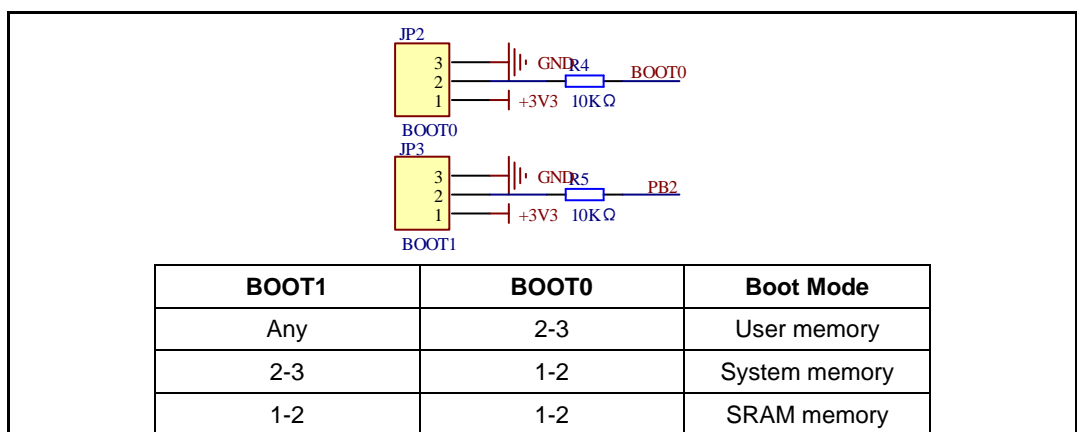 JP2
3 GND R4 BOOT0
2
1 +3V3 10KΩ
BOOT0
JP3
3 GND R5 PB2
2
1 +3V3 10KΩ
BOOT1
BOOT1 BOOT0 Boot Mode
Any 2-3 User memory
2-3 1-2 System memory
1-2 1-2 SRAM memory